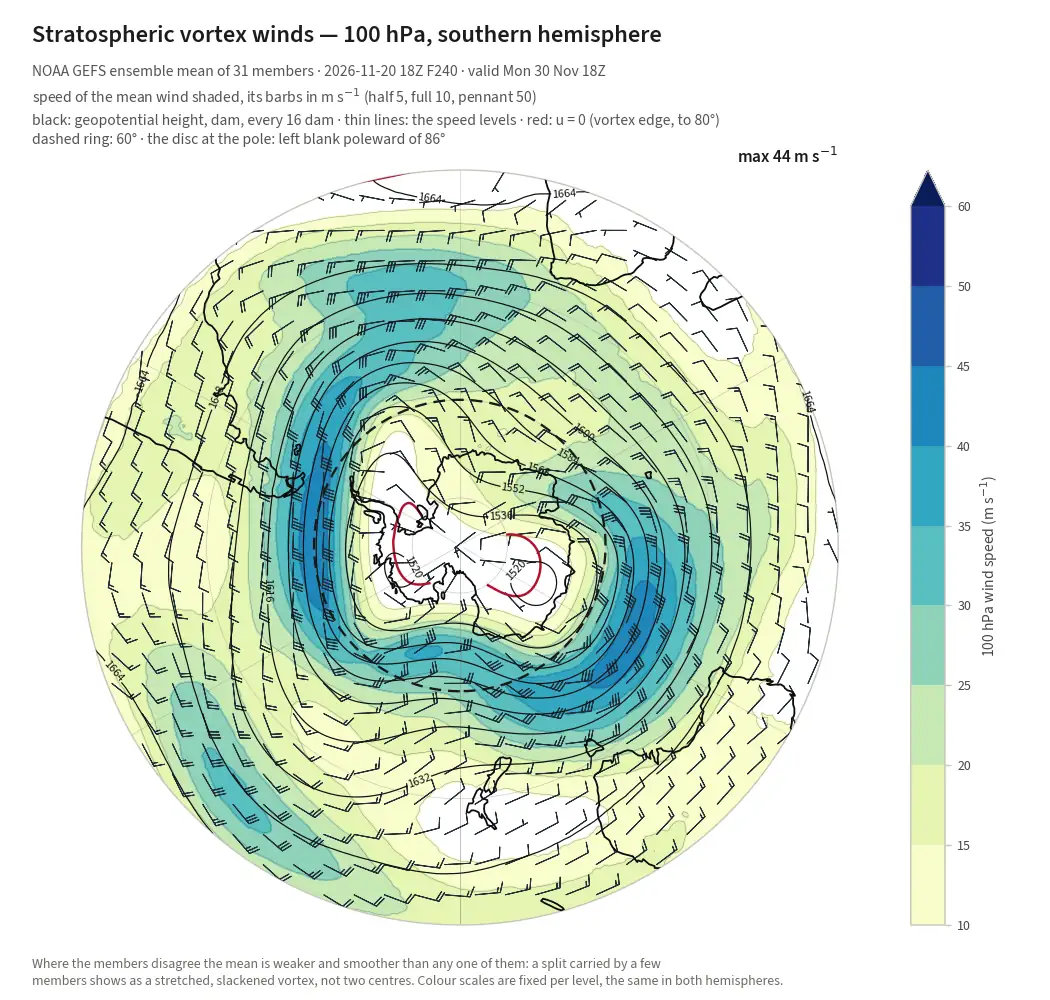 Stratospheric vortex winds — 100 hPa, southern hemisphere
NOAA GEFS ensemble mean of 31 members · 2026-11-20 18Z F240 · valid Mon 30 Nov 18Z
speed of the mean wind shaded, its barbs in m s⁻¹ (half 5, full 10, pennant 50)
black: geopotential height, dam, every 16 dam · thin lines: the speed levels · red: u = 0 (vortex edge, to 80°)
dashed ring: 60° · the disc at the pole: left blank poleward of 86°
max 44 m s⁻¹
1664
1664
60
50
45
40
35
30
25
20
15
10
100 hPa wind speed (m s⁻¹)
1664
1648
1664
1600
1584
1568
1552
1536
1520
1520
1616
1664
1632
Where the members disagree the mean is weaker and smoother than any one of them: a split carried by a few
members shows as a stretched, slackened vortex, not two centres. Colour scales are fixed per level, the same in both hemispheres.